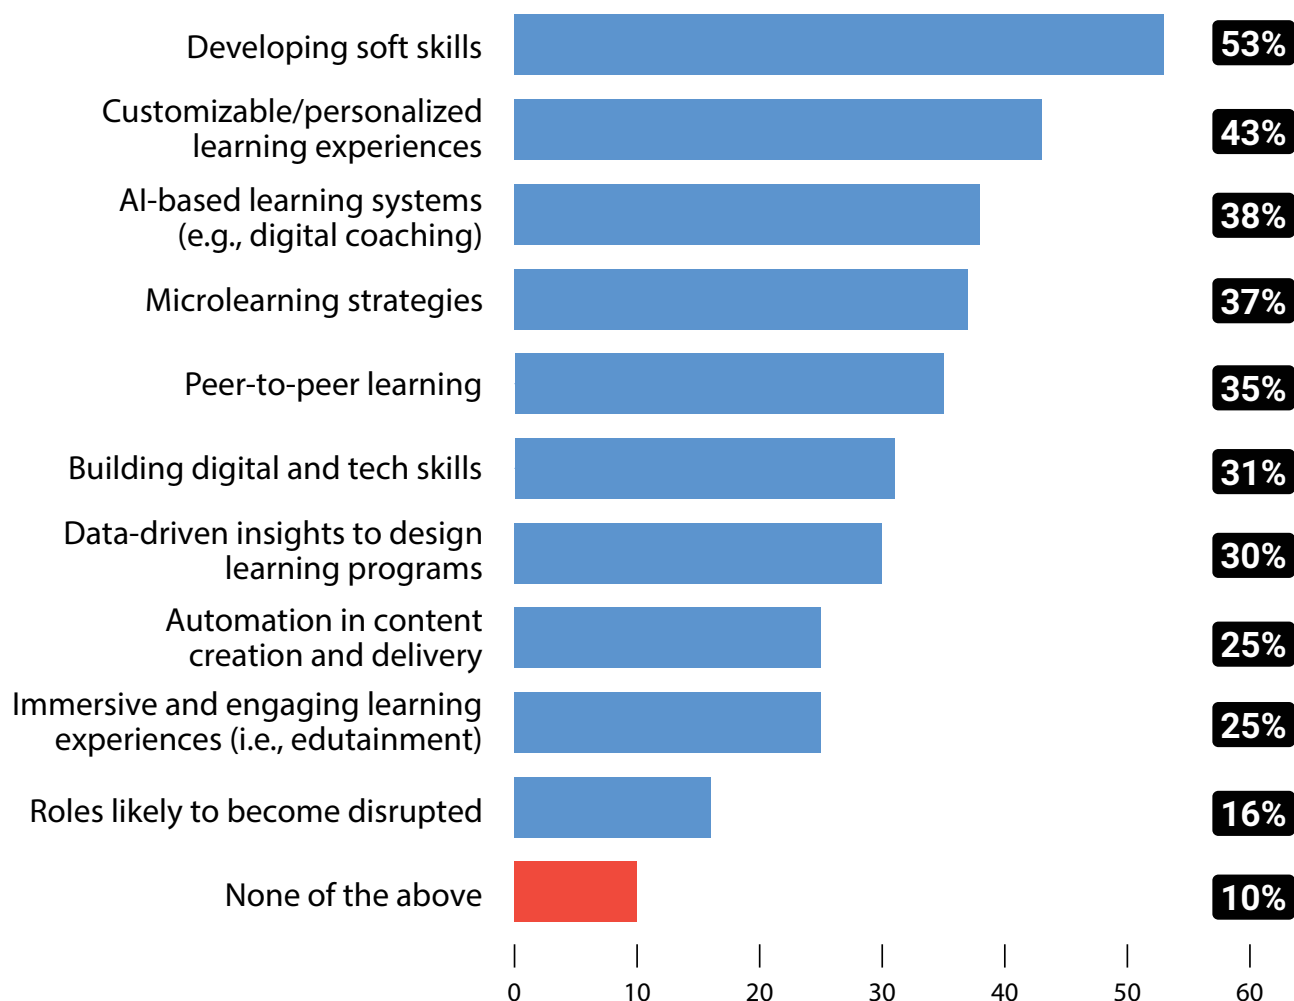 Developing soft skills
53%
Customizable/personalized
learning experiences
43%
AI-based learning systems
(e.g., digital coaching)
38%
Microlearning strategies
37%
Peer-to-peer learning
35%
Building digital and tech skills
31%
Data-driven insights to design
learning programs
30%
Automation in content
creation and delivery
25%
Immersive and engaging learning
experiences (i.e., edutainment)
25%
Roles likely to become disrupted
16%
None of the above
10%
0 10 20 30 40 50 60